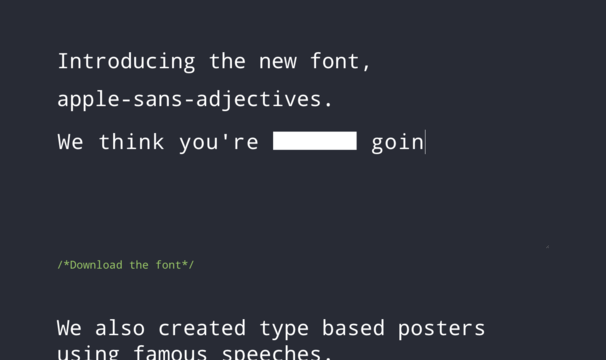 Introducing the new font,
apple-sans-adjectives.
We think you're goin
/*Download the font*/
We also created type based posters
using famous speeches.